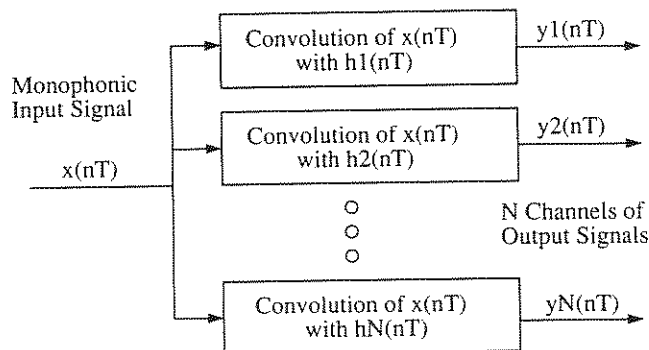 Convolution of x(nT)
with h1(nT)
y1(nT)
Monophonic
Input Signal
Convolution of x(nT)
with h2(nT)
y2(nT)
x(nT)
N Channels of
Output Signals
Convolution of x(nT)
with hN(nT)
yN(nT)